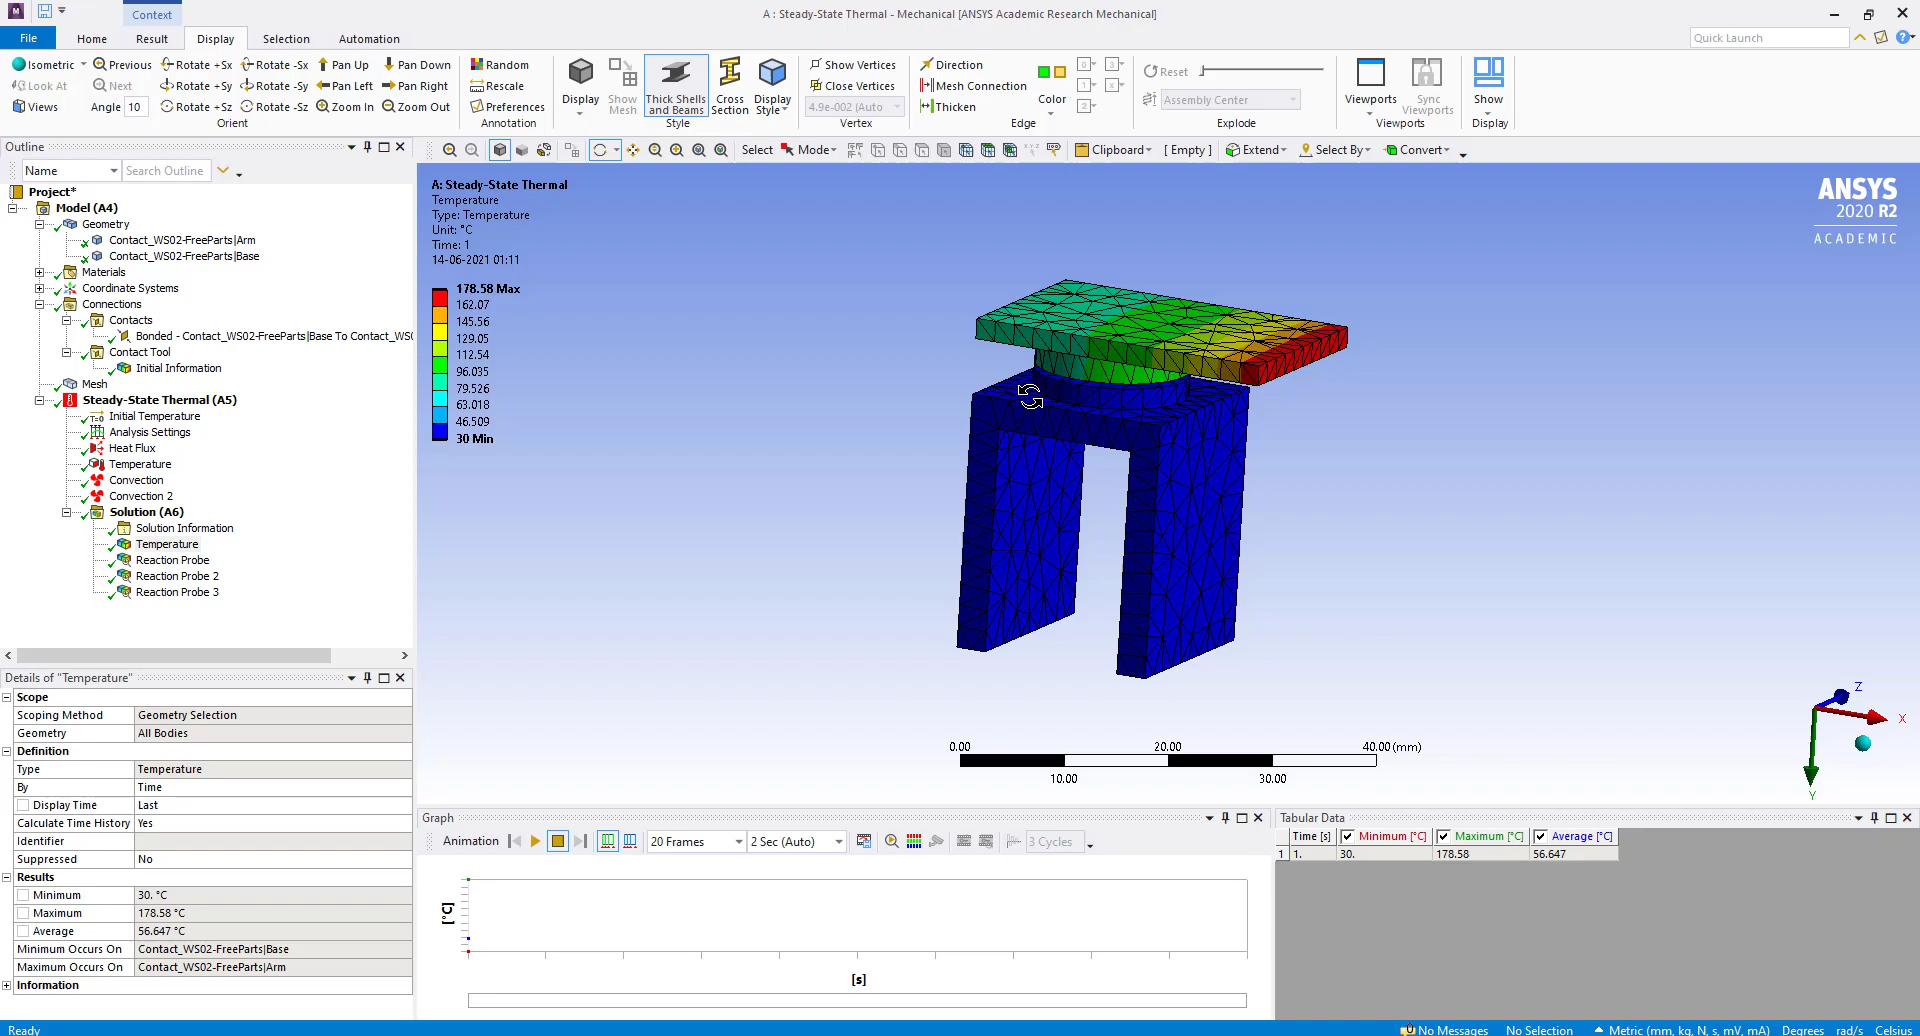 Context
A : Steady-State Thermal - Mechanical [ANSYS Academic Research Mechanical]
File Home Result Display Selection Automation Quick Launch
Isometric Previous Rotate +Sx Rotate -Sx Pan Up Pan Down
Look At Next Rotate +Sy Rotate -Sy Pan Left Pan Right
Views Angle 10 Rotate +Sz Rotate -Sz Zoom In Zoom Out
Orient
Random
Rescale
Preferences
Annotation
Display
Show Mesh
Thick Shells and Beams
Cross Section
Display Style
Style
Show Vertices
Close Vertices
4.9e-002 (Auto
Vertex
Direction
Mesh Connection
Thicken
Color
Edge
Reset
Assembly Center
Explode
Viewports
Sync Viewports
Viewports
Show
Display
Outline
Name Search Outline
Select Mode Clipboard [ Empty ] Extend Select By Convert
Project*
Model (A4)
Geometry
Contact_WS02-FreeParts|Arm
Contact_WS02-FreeParts|Base
Materials
Coordinate Systems
Connections
Contacts
Bonded - Contact_WS02-FreeParts|Base To Contact_WS0
Contact Tool
Initial Information
Mesh
Steady-State Thermal (A5)
Initial Temperature
Analysis Settings
Heat Flux
Temperature
Convection
Convection 2
Solution (A6)
Solution Information
Temperature
Reaction Probe
Reaction Probe 2
Reaction Probe 3
Details of "Temperature"
Scope
Scoping Method Geometry Selection
Geometry All Bodies
Definition
Type Temperature
By Time
Display Time Last
Calculate Time History Yes
Identifier
Suppressed No
Results
Minimum 30. °C
Maximum 178.58 °C
Average 56.647 °C
Minimum Occurs On Contact_WS02-FreeParts|Base
Maximum Occurs On Contact_WS02-FreeParts|Arm
Information
A: Steady-State Thermal
Temperature
Type: Temperature
Unit: °C
Time: 1
14-06-2021 01:11
178.58 Max
162.07
145.56
129.05
112.54
96.035
79.526
63.018
46.509
30 Min
ANSYS
2020 R2
ACADEMIC
Z
X
Y
0.00 20.00 40.00 (mm)
10.00 30.00
Graph
Animation 20 Frames 2 Sec (Auto) 3 Cycles
[°C]
[s]
Tabular Data
Time [s] Minimum [°C] Maximum [°C] Average [°C]
1 1. 30. 178.58 56.647
Ready No Messages No Selection Metric (mm, kg, N, s, mV, mA) Degrees rad/s Celsius